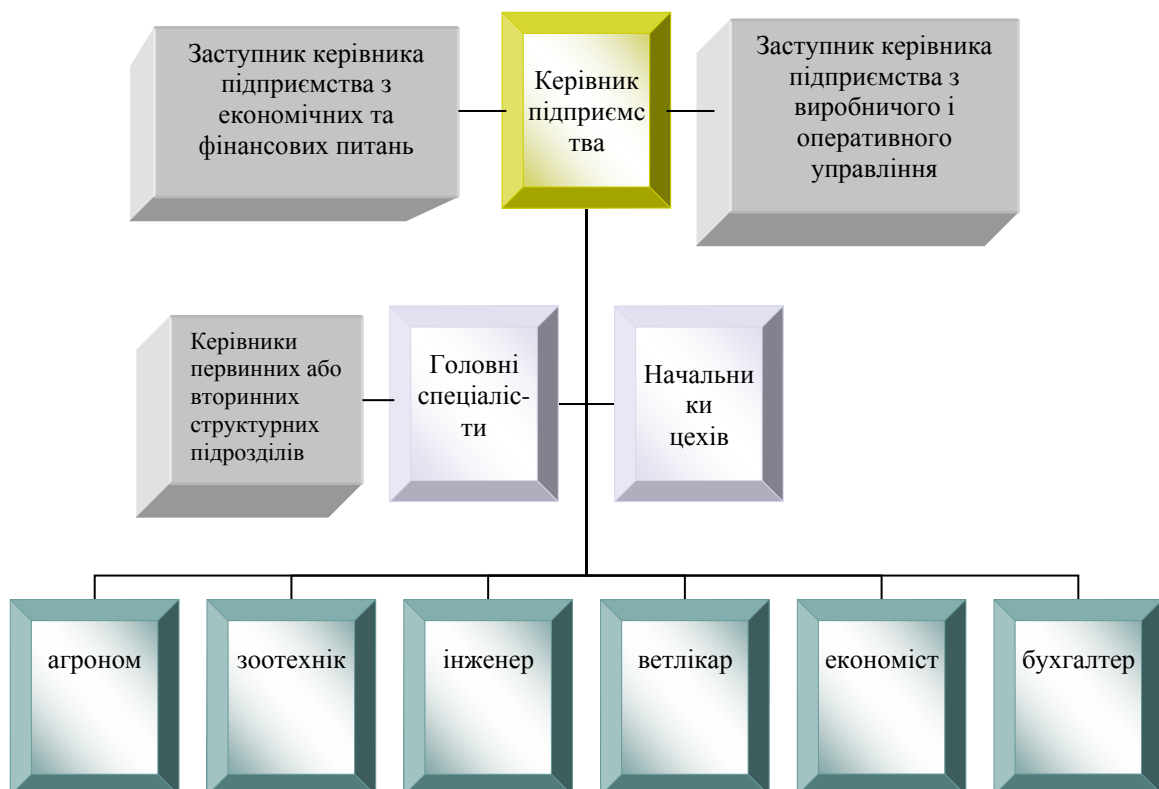 Заступник керівника
підприємства з
економічних та
фінансових питань
Керівник
підприємс
тва
Заступник керівника
підприємства з
виробничого і
оперативного
управління
Керівники
первинних або
вторинних
структурних
підрозділів
Головні
спеціаліс-
ти
Начальни
ки
цехів
агроном
зоотехнік
інженер
ветлікар
економіст
бухгалтер